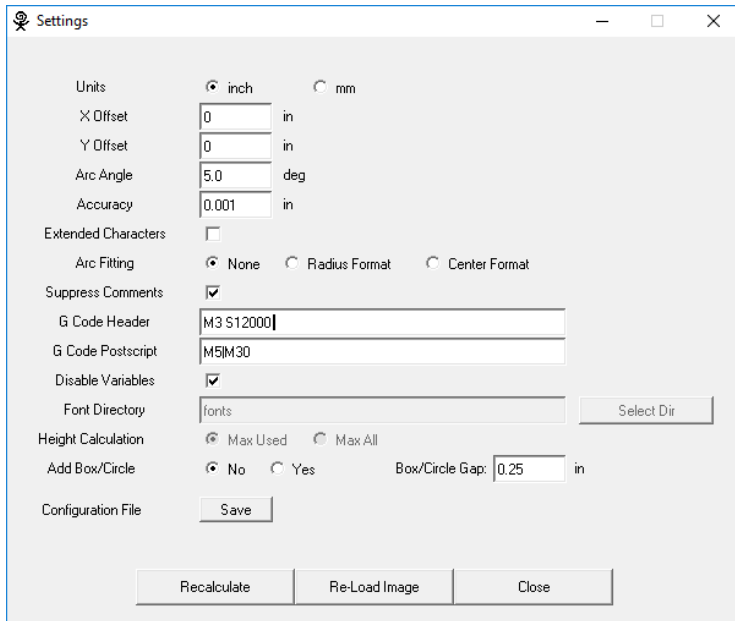 Settings
Units inch mm
X Offset 0 in
Y Offset 0 in
Arc Angle 5.0 deg
Accuracy 0.001 in
Extended Characters
Arc Fitting None Radius Format Center Format
Suppress Comments
G Code Header M3 S12000
G Code Postscript M5|M30
Disable Variables
Font Directory fonts Select Dir
Height Calculation Max Used Max All
Add Box/Circle No Yes Box/Circle Gap: 0.25 in
Configuration File Save
Recalculate Re-Load Image Close